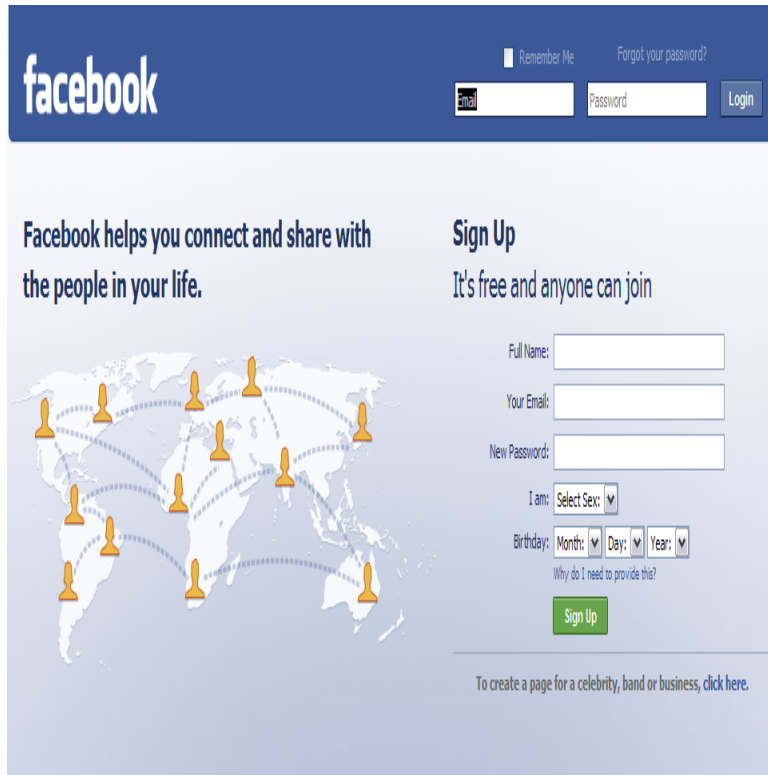 facebook
Remember Me
Forgot your password?
Email
Password
Login
Facebook helps you connect and share with
the people in your life.
Sign Up
It's free and anyone can join
Full Name:
Your Email:
New Password:
I am: Select Sex:
Birthday: Month: Day: Year:
Why do I need to provide this?
Sign Up
To create a page for a celebrity, band or business, click here.